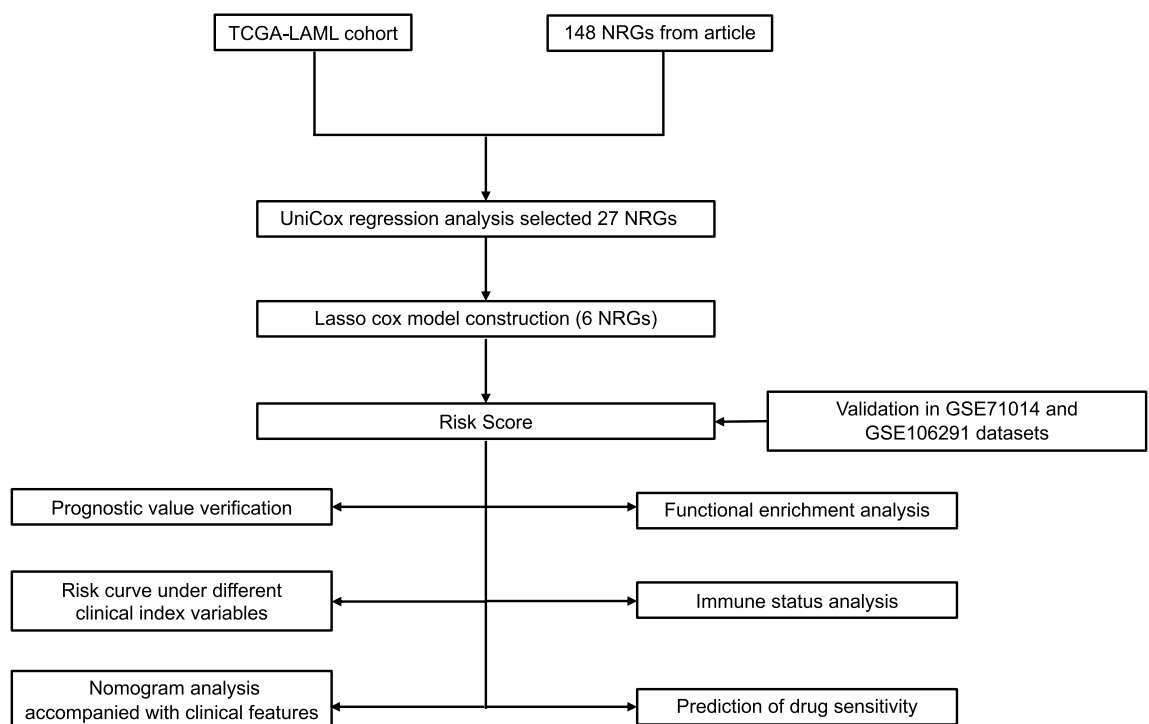 TCGA-LAML cohort
148 NRGs from article
UniCox regression analysis selected 27 NRGs
Lasso cox model construction (6 NRGs)
Risk Score
Validation in GSE71014 and
GSE106291 datasets
Prognostic value verification
Functional enrichment analysis
Risk curve under different
clinical index variables
Immune status analysis
Nomogram analysis
accompanied with clinical features
Prediction of drug sensitivity